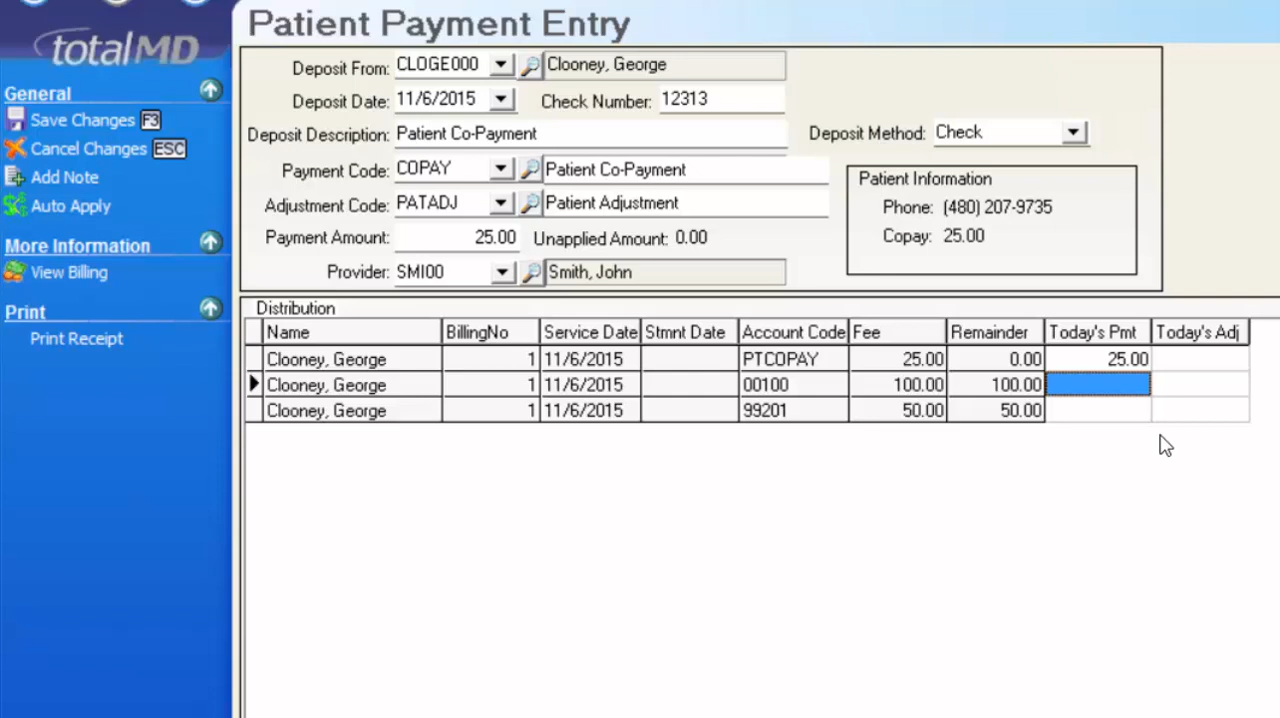 totalMD
General
Save Changes F3
Cancel Changes ESC
Add Note
Auto Apply
More Information
View Billing
Print
Print Receipt
Patient Payment Entry
Deposit From: CLOGE000 Clooney, George
Deposit Date: 11/6/2015 Check Number: 12313
Deposit Description: Patient Co-Payment Deposit Method: Check
Payment Code: COPAY Patient Co-Payment
Adjustment Code: PATADJ Patient Adjustment
Payment Amount: 25.00 Unapplied Amount: 0.00
Provider: SMI00 Smith, John
Patient Information
Phone: (480) 207-9735
Copay: 25.00
Distribution
Name BillingNo Service Date Stmnt Date Account Code Fee Remainder Today's Pmt Today's Adj
Clooney, George 1 11/6/2015 PTCOPAY 25.00 0.00 25.00
Clooney, George 1 11/6/2015 00100 100.00 100.00
Clooney, George 1 11/6/2015 99201 50.00 50.00